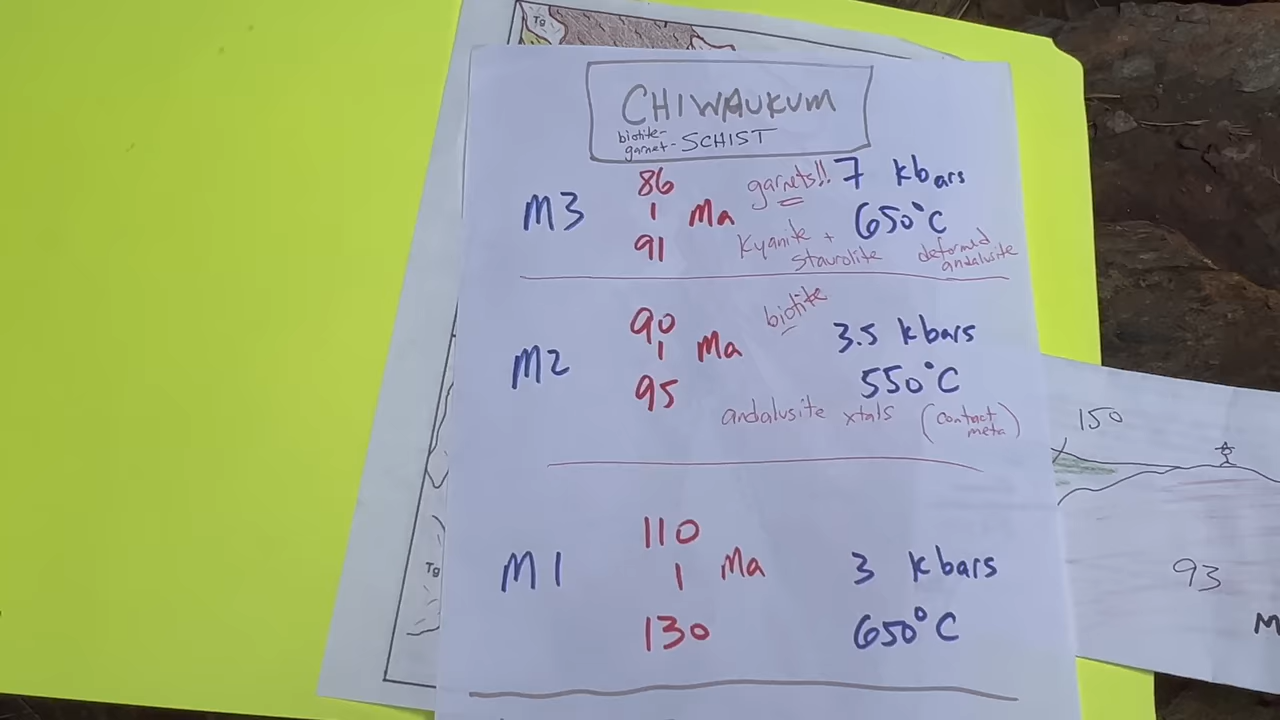 Tg
CHIWAUKUM
biotite-
garnet- SCHIST
M3 86 | 91 Ma garnets!! 7 kbars
650°C
Kyanite +
staurolite
deformed
andalusite
M2 90 | 95 Ma biotite 3.5 kbars
550°C
andalusite xtals (contact
meta)
M1 110 | 130 Ma 3 kbars
650°C
Tg
150
93
M